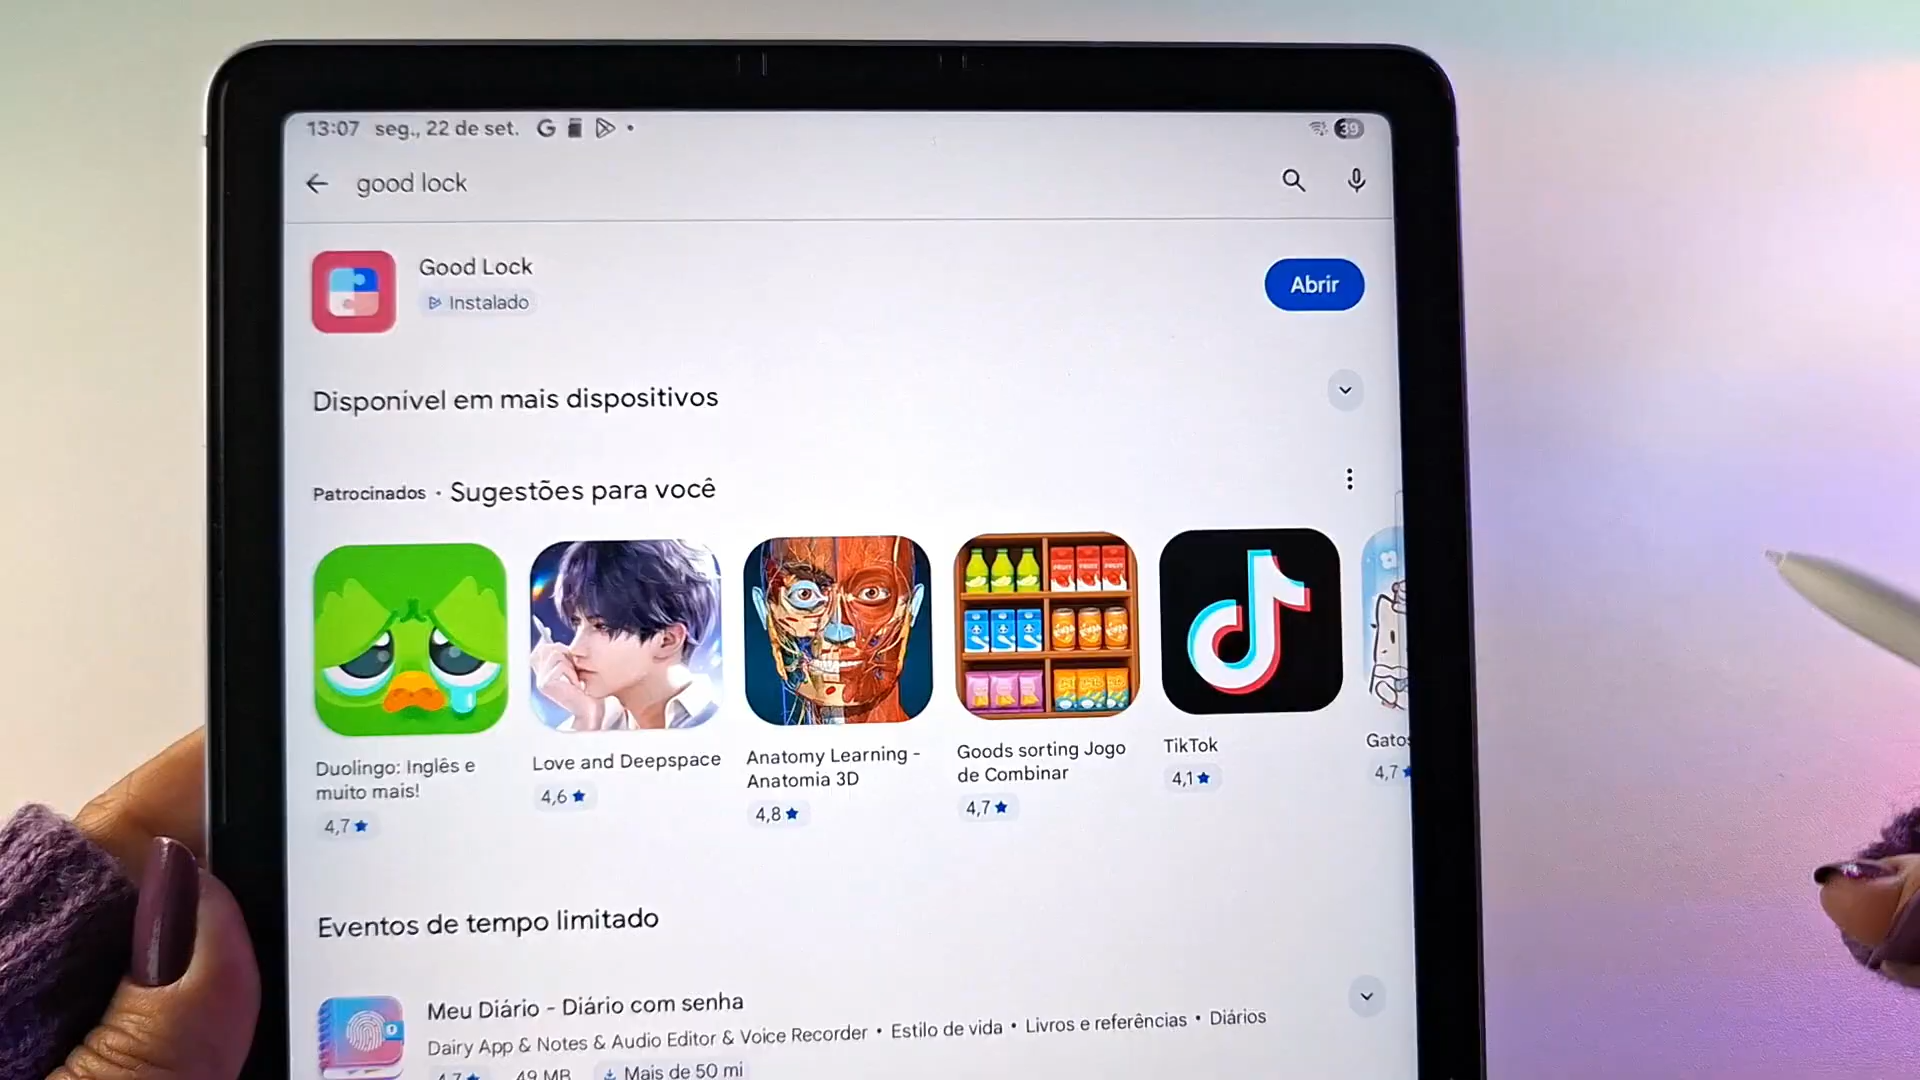 13:07 seg., 22 de set.
39
good lock
Good Lock
Instalado
Abrir
Disponível em mais dispositivos
Patrocinados · Sugestões para você
Duolingo: Inglês e
muito mais!
4,7
Love and Deepspace
4,6
Anatomy Learning -
Anatomia 3D
4,8
Goods sorting Jogo
de Combinar
4,7
TikTok
4,1
Gatos
4,7
Eventos de tempo limitado
Meu Diário - Diário com senha
Dairy App & Notes & Audio Editor & Voice Recorder • Estilo de vida • Livros e referências • Diários
4,7 49 MB Mais de 50 mi